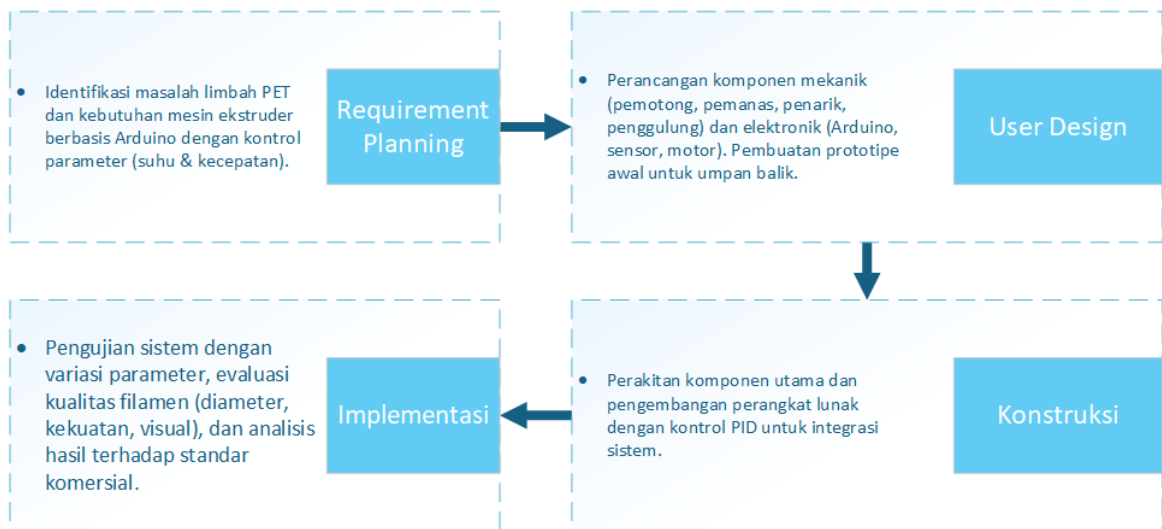 • Identifikasi masalah limbah PET
dan kebutuhan mesin ekstruder
berbasis Arduino dengan kontrol
parameter (suhu & kecepatan).
Requirement
Planning
• Perancangan komponen mekanik
(pemotong, pemanas, penarik,
penggulung) dan elektronik (Arduino,
sensor, motor). Pembuatan prototipe
awal untuk umpan balik.
User Design
• Perakitan komponen utama dan
pengembangan perangkat lunak
dengan kontrol PID untuk integrasi
sistem.
Konstruksi
• Pengujian sistem dengan
variasi parameter, evaluasi
kualitas filamen (diameter,
kekuatan, visual), dan analisis
hasil terhadap standar
komersial.
Implementasi